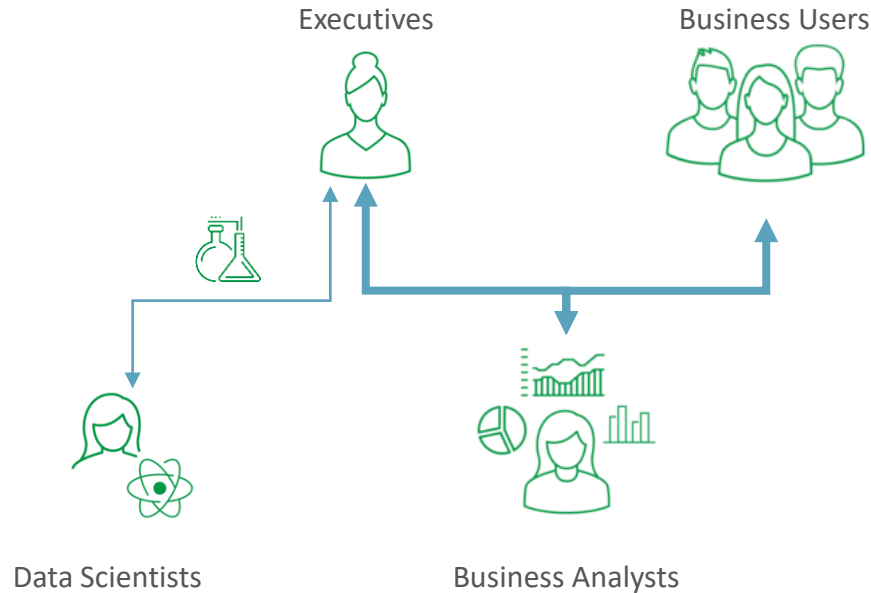 Executives
Business Users
Data Scientists
Business Analysts